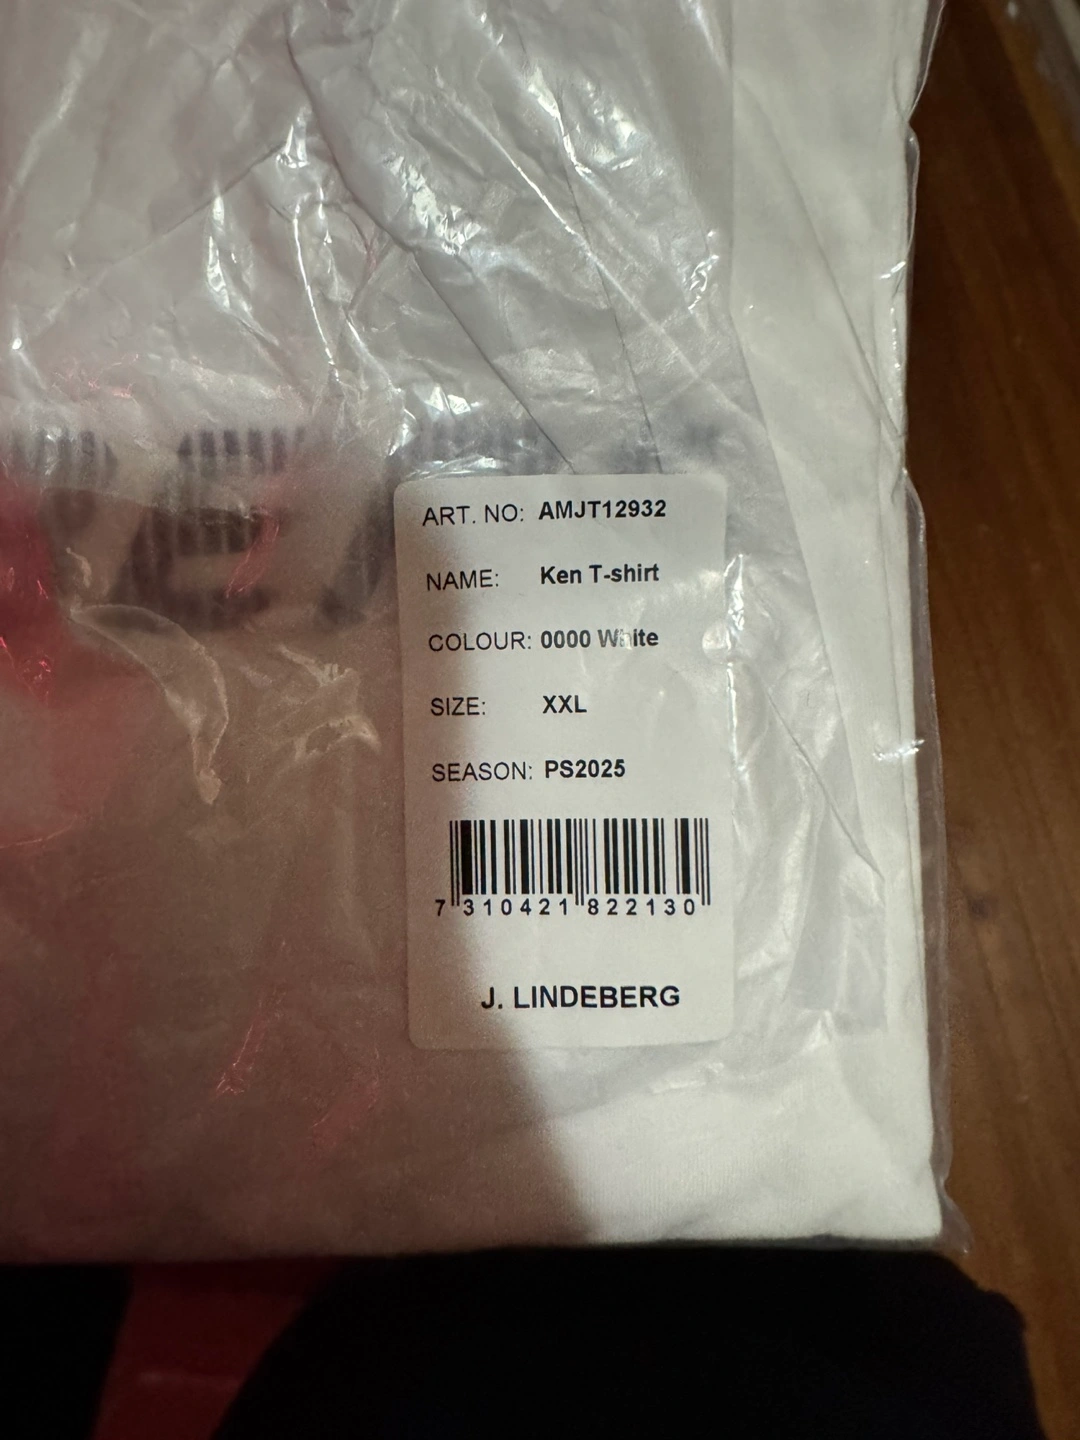 ART. NO: AMJT12932
NAME: Ken T-shirt
COLOUR: 0000 White
SIZE: XXL
SEASON: PS2025
7 310421 822130
J. LINDEBERG